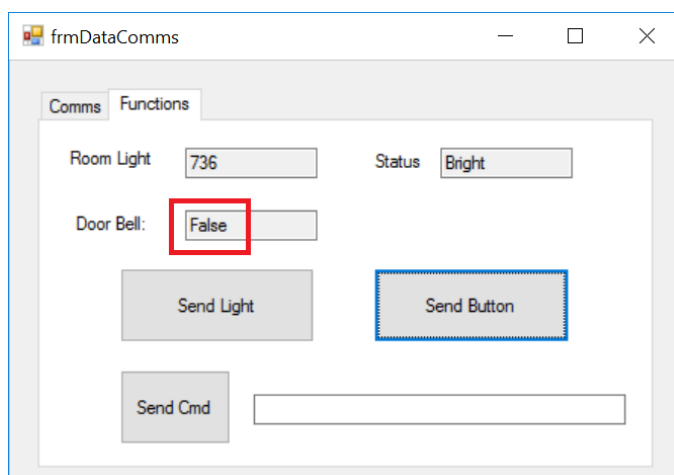 frmDataComms
Comms Functions
Room Light 736 Status Bright
Door Bell: False
Send Light Send Button
Send Cmd